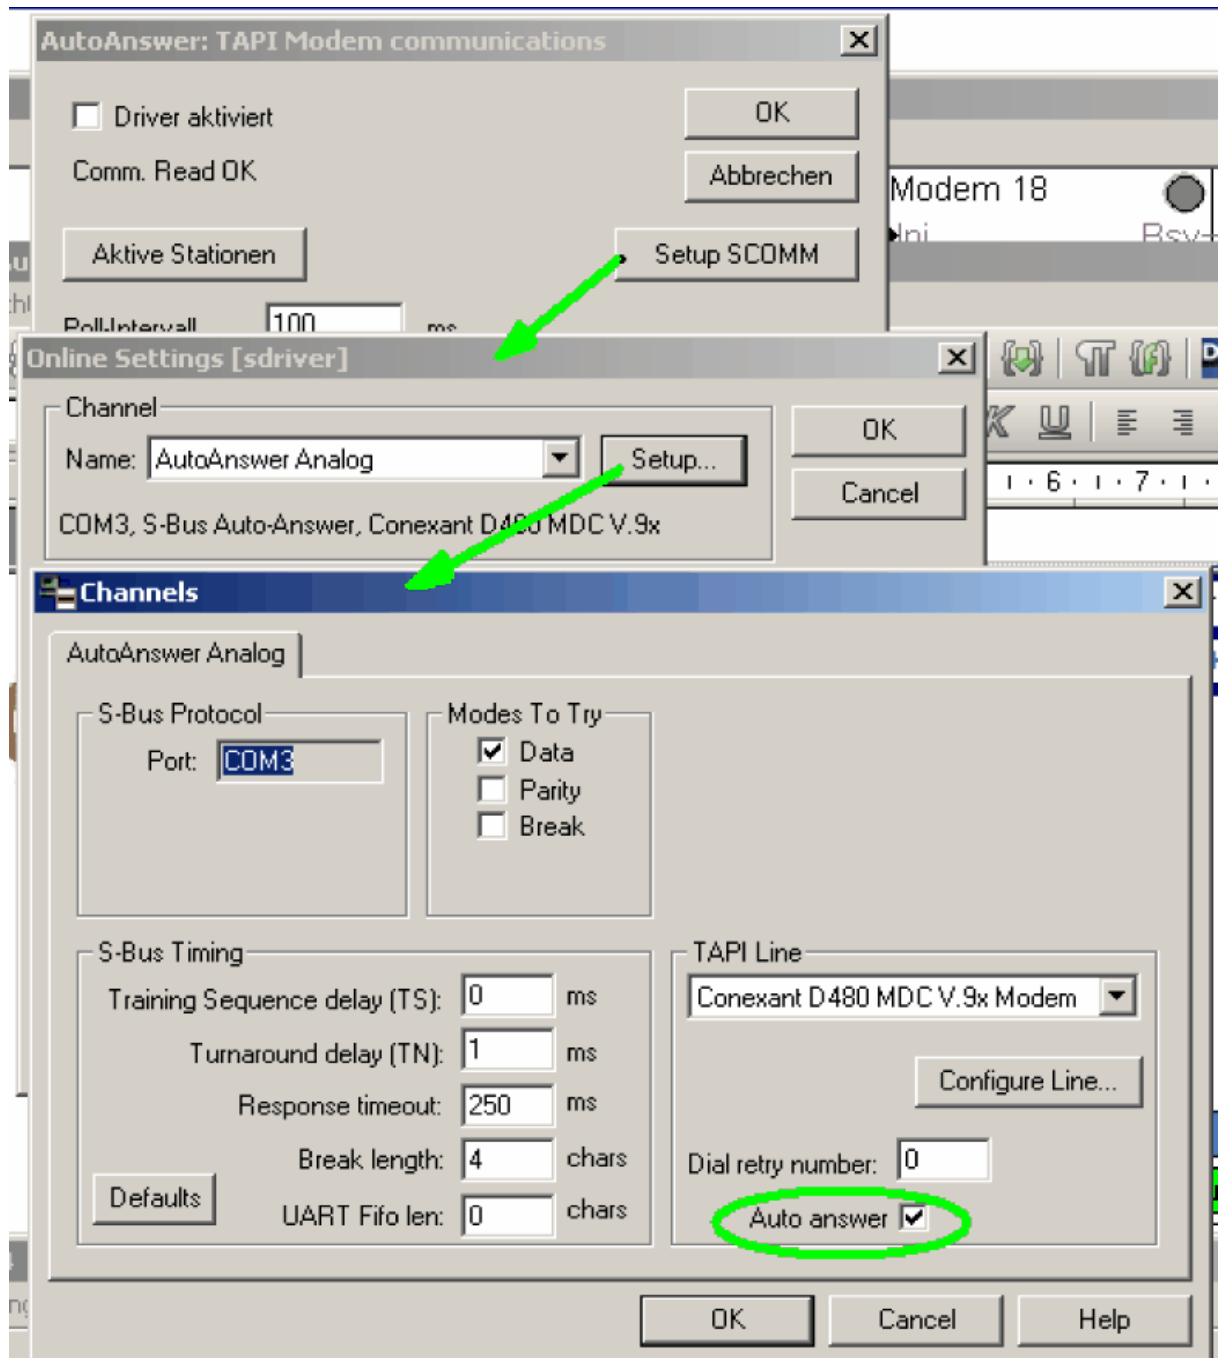 AutoAnswer: TAPI Modem communications
Driver aktiviert
OK
Comm. Read OK
Abbrechen
Modem 18
Aktive Stationen
Setup SCOMM
Poll-Intervall 100 ms
Online Settings [sdriver]
Channel
Name: AutoAnswer Analog
Setup...
OK
Cancel
6 7
COM3, S-Bus Auto-Answer, Conexant D480 MDC V.9x
Channels
AutoAnswer Analog
S-Bus Protocol
Port: COM3
Modes To Try
Data
Parity
Break
S-Bus Timing
Training Sequence delay (TS): 0 ms
Turnaround delay (TN): 1 ms
Response timeout: 250 ms
Break length: 4 chars
UART Fifo len: 0 chars
Defaults
TAPI Line
Conexant D480 MDC V.9x Modem
Configure Line...
Dial retry number: 0
Auto answer
OK
Cancel
Help